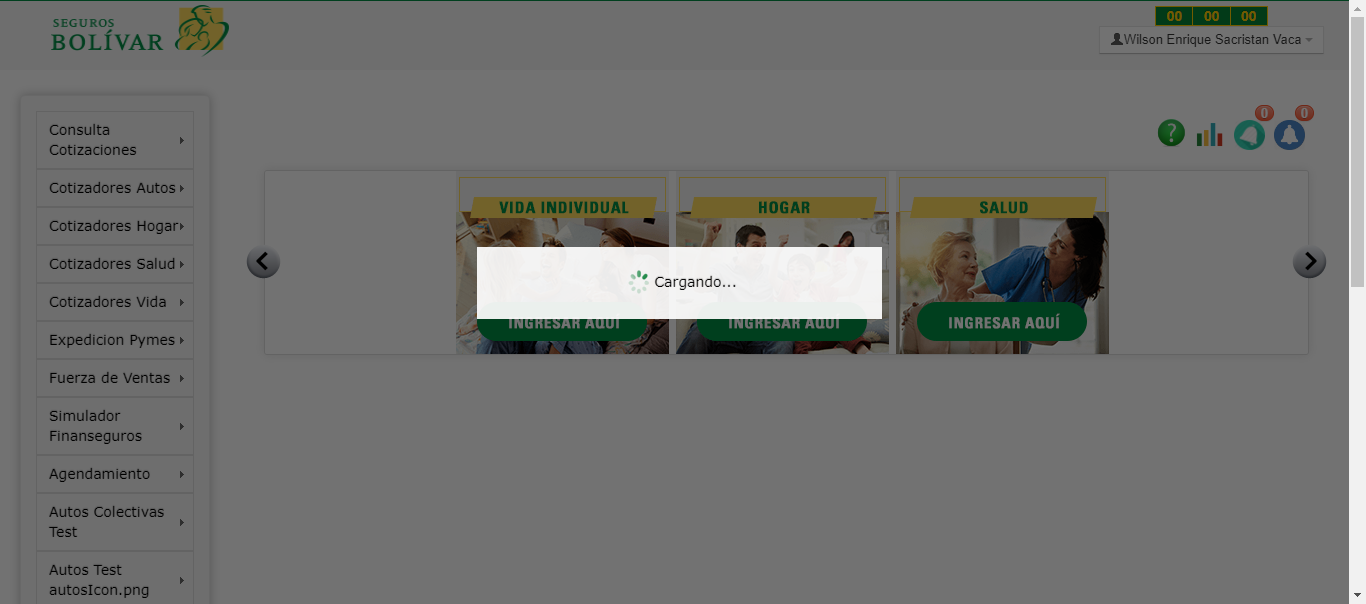 SEGUROS
BOLÍVAR
00 00 00
Wilson Enrique Sacristan Vaca
Consulta
Cotizaciones
Cotizadores Autos
Cotizadores Hogar
Cotizadores Salud
Cotizadores Vida
Expedicion Pymes
Fuerza de Ventas
Simulador
Finanseguros
Agendamiento
Autos Colectivas
Test
Autos Test
autosIcon.png
?
0
0
VIDA INDIVIDUAL
HOGAR
SALUD
Cargando...
INGRESAR AQUÍ
INGRESAR AQUÍ
INGRESAR AQUÍ